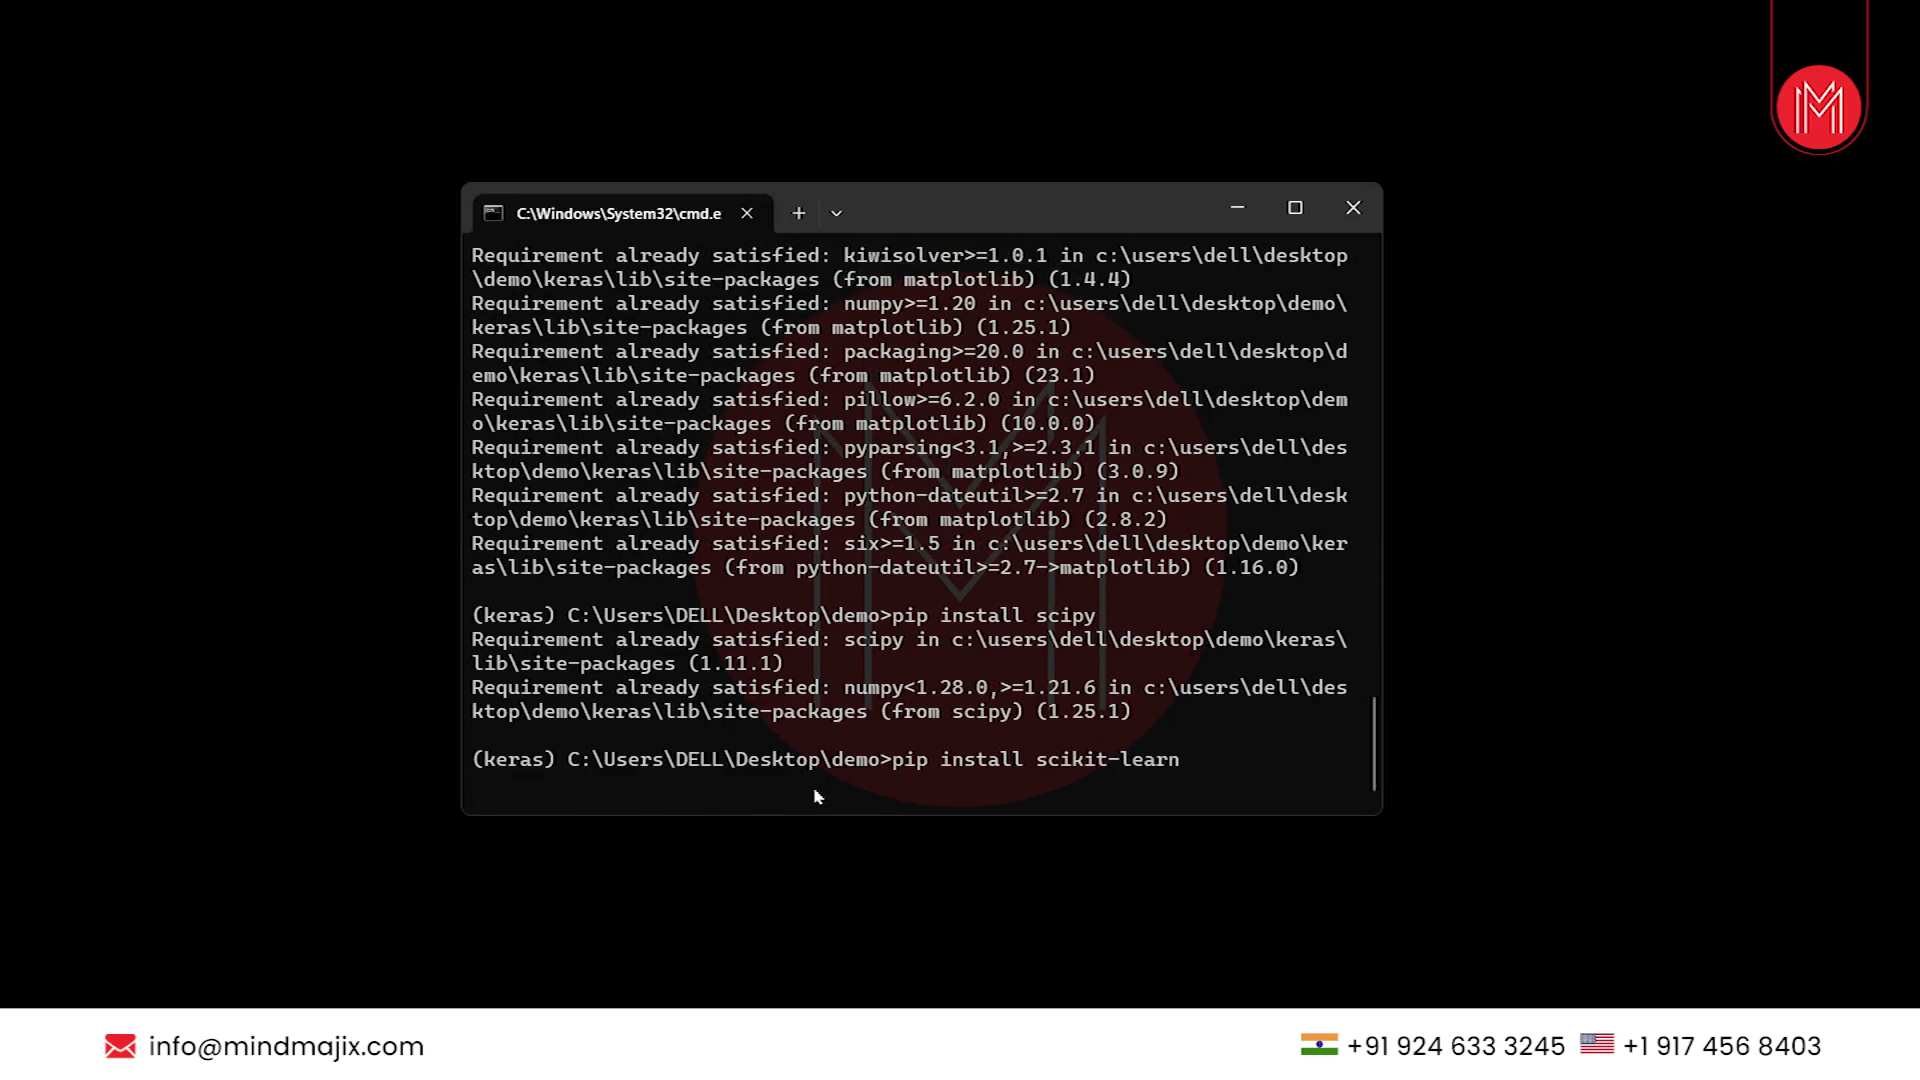 C:\Windows\System32\cmd.e
Requirement already satisfied: kiwisolver>=1.0.1 in c:\users\dell\desktop
\demo\keras\lib\site-packages (from matplotlib) (1.4.4)
Requirement already satisfied: numpy>=1.20 in c:\users\dell\desktop\demo\
keras\lib\site-packages (from matplotlib) (1.25.1)
Requirement already satisfied: packaging>=20.0 in c:\users\dell\desktop\d
emo\keras\lib\site-packages (from matplotlib) (23.1)
Requirement already satisfied: pillow>=6.2.0 in c:\users\dell\desktop\dem
o\keras\lib\site-packages (from matplotlib) (10.0.0)
Requirement already satisfied: pyparsing<3.1,>=2.3.1 in c:\users\dell\des
ktop\demo\keras\lib\site-packages (from matplotlib) (3.0.9)
Requirement already satisfied: python-dateutil>=2.7 in c:\users\dell\desk
top\demo\keras\lib\site-packages (from matplotlib) (2.8.2)
Requirement already satisfied: six>=1.5 in c:\users\dell\desktop\demo\ker
as\lib\site-packages (from python-dateutil>=2.7->matplotlib) (1.16.0)
(keras) C:\Users\DELL\Desktop\demo>pip install scipy
Requirement already satisfied: scipy in c:\users\dell\desktop\demo\keras\
lib\site-packages (1.11.1)
Requirement already satisfied: numpy<1.28.0,>=1.21.6 in c:\users\dell\des
ktop\demo\keras\lib\site-packages (from scipy) (1.25.1)
(keras) C:\Users\DELL\Desktop\demo>pip install scikit-learn
info@mindmajix.com
+91 924 633 3245
+1 917 456 8403